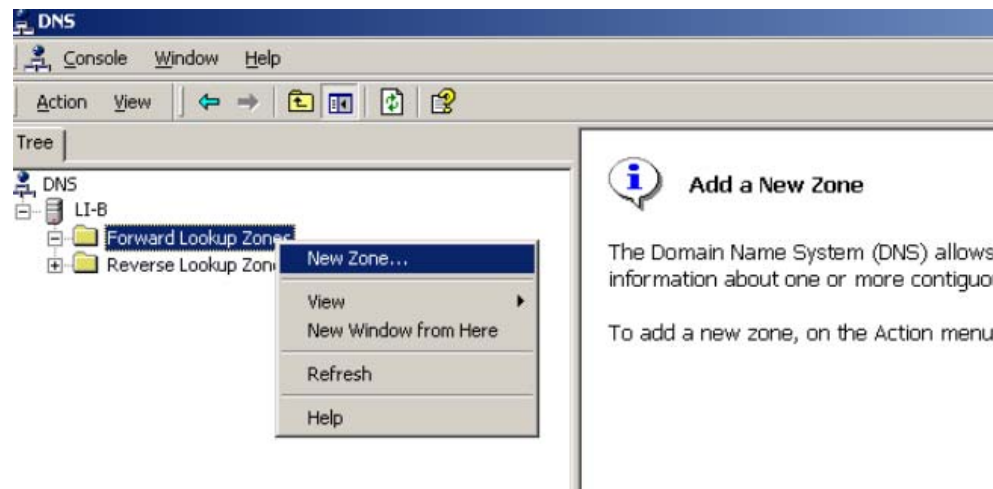 DNS
Console Window Help
Action View
Tree
DNS
LI-B
Forward Lookup Zones
Reverse Lookup
New Zone...
View
New Window from Here
Refresh
Help
Add a New Zone
The Domain Name System (DNS) allows
information about one or more
To add a new zone, on the Action menu